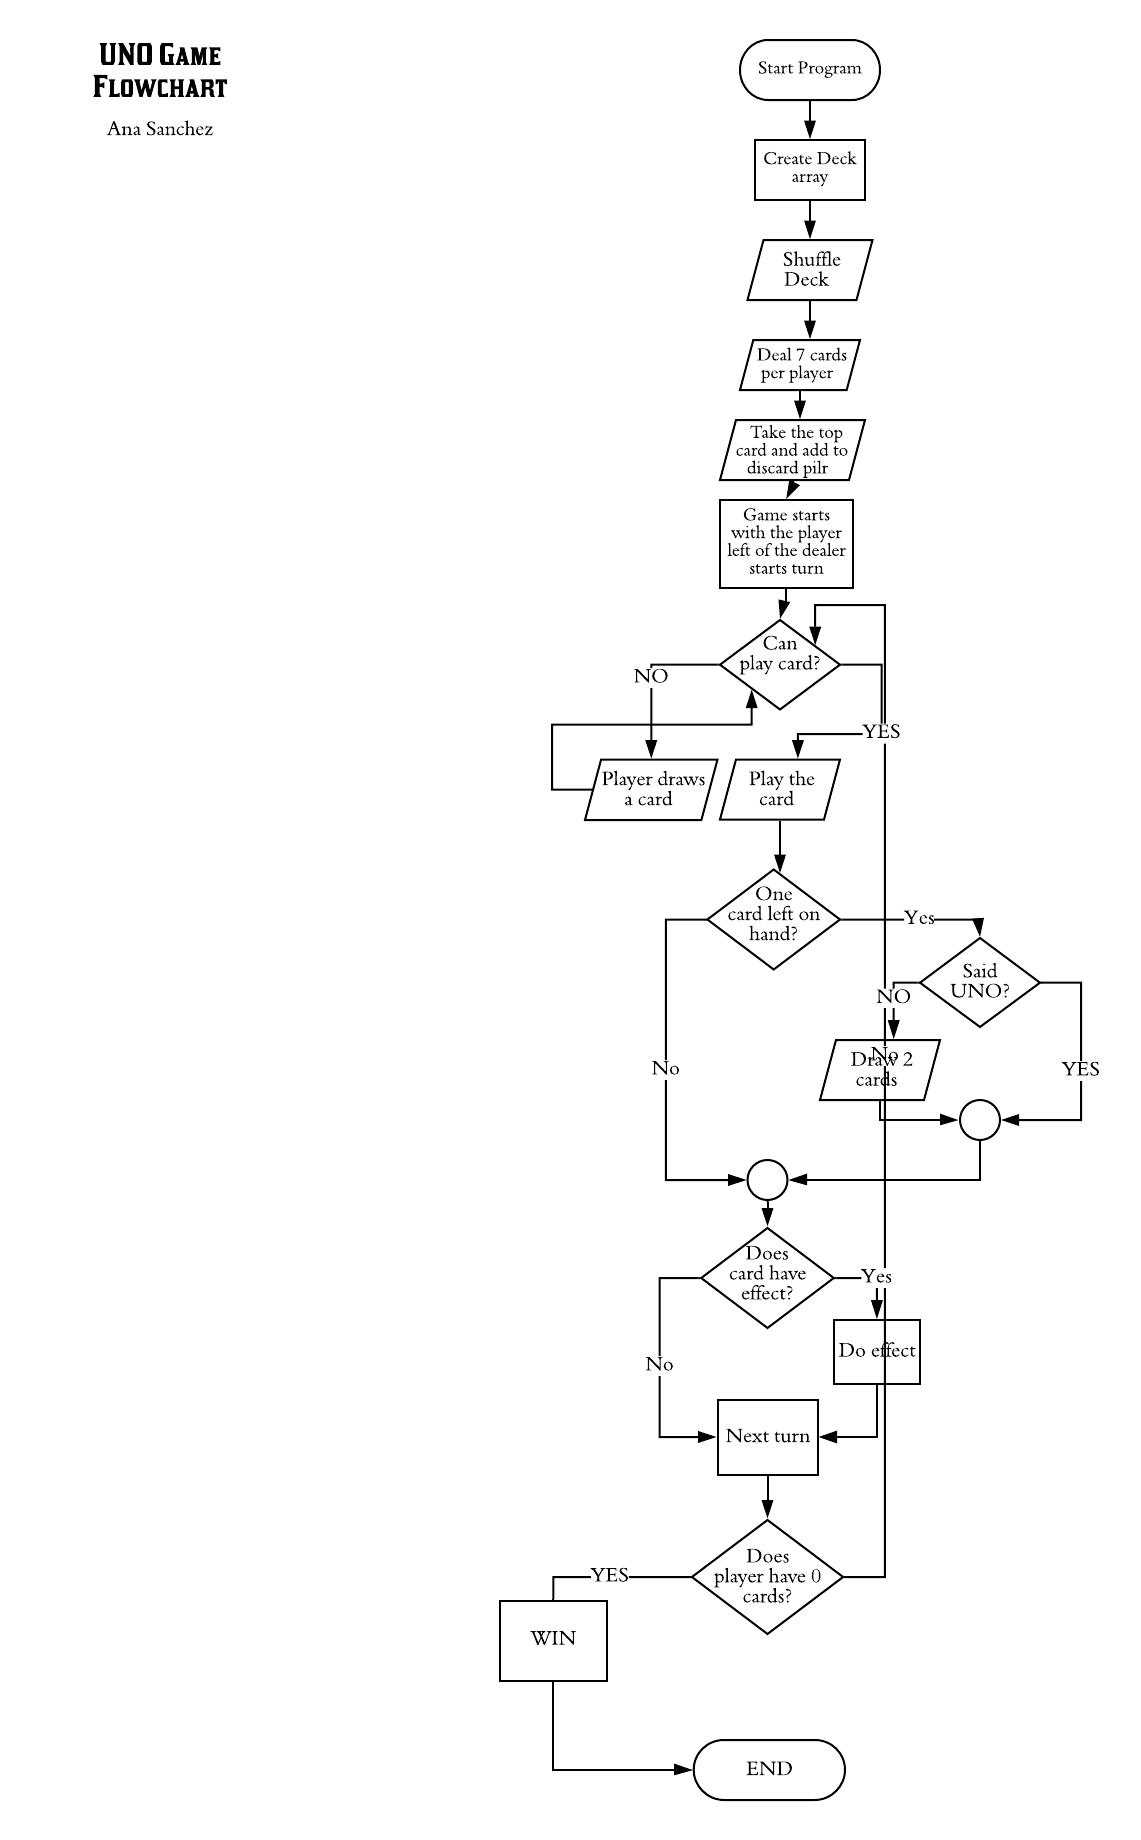 UNO GAME
FLOWCHART
Ana Sanchez
Start Program
Create Deck
array
Shuffle
Deck
Deal 7 cards
per player
Take the top
card and add to
discard pilr
Game starts
with the player
left of the dealer
starts turn
Can
play card?
NO
YES
Player draws
a card
Play the
card
One
card left on
hand?
Yes
Said
UNO?
NO
No
Draw 2
cards
No
YES
Does
card have
effect?
Yes
Do effect
No
Next turn
Does
player have 0
cards?
YES
WIN
END